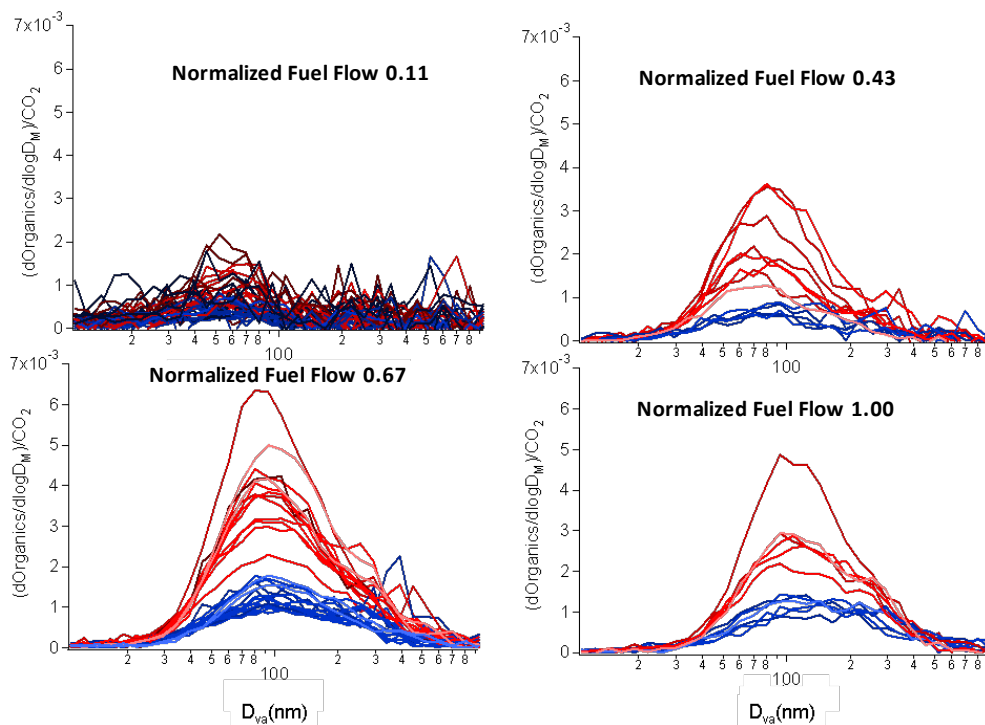 7x10⁻³
6
5
4
3
2
1
0
(dOrganics/dlogD_M)/CO₂
Normalized Fuel Flow 0.11
2 3 4 5 6 7 8 2 3 4 5 6 7 8
100
7x10⁻³
6
5
4
3
2
1
0
(dOrganics/dlogD_M)/CO₂
Normalized Fuel Flow 0.43
2 3 4 5 6 7 8 2 3 4 5 6 7 8
100
7x10⁻³
6
5
4
3
2
1
0
(dOrganics/dlogD_M)/CO₂
Normalized Fuel Flow 0.67
2 3 4 5 6 7 8 2 3 4 5 6 7 8
100
D_va(nm)
7x10⁻³
6
5
4
3
2
1
0
(dOrganics/dlogD_M)/CO₂
Normalized Fuel Flow 1.00
2 3 4 5 6 7 8 2 3 4 5 6 7 8
100
D_va(nm)